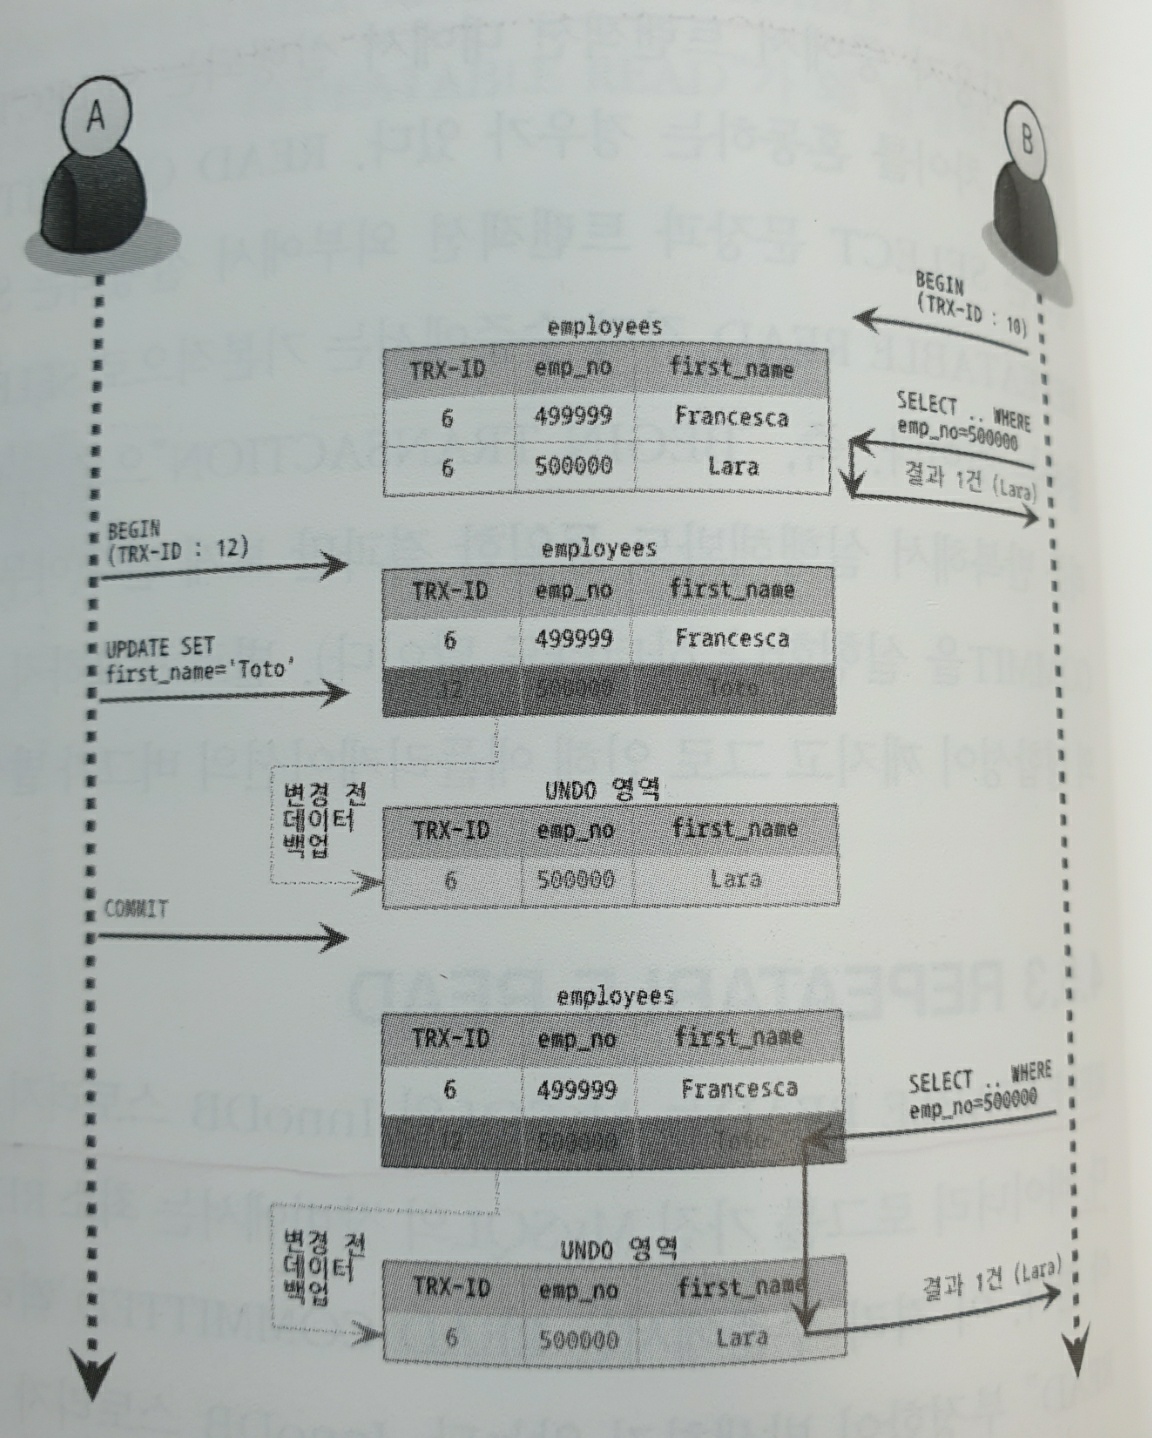 A
B
BEGIN
(TRX-ID : 10)
employees
TRX-ID emp_no first_name
6 499999 Francesca
6 500000 Lara
SELECT .. WHERE
emp_no=500000
결과 1건 (Lara)
BEGIN
(TRX-ID : 12)
employees
TRX-ID emp_no first_name
6 499999 Francesca
12 500000 Toto
UPDATE SET
first_name='Toto'
변경 전
데이터
백업
UNDO 영역
TRX-ID emp_no first_name
6 500000 Lara
COMMIT
employees
TRX-ID emp_no first_name
6 499999 Francesca
12 500000 Toto
SELECT .. WHERE
emp_no=500000
변경 전
데이터
백업
UNDO 영역
TRX-ID emp_no first_name
6 500000 Lara
결과 1건 (Lara)